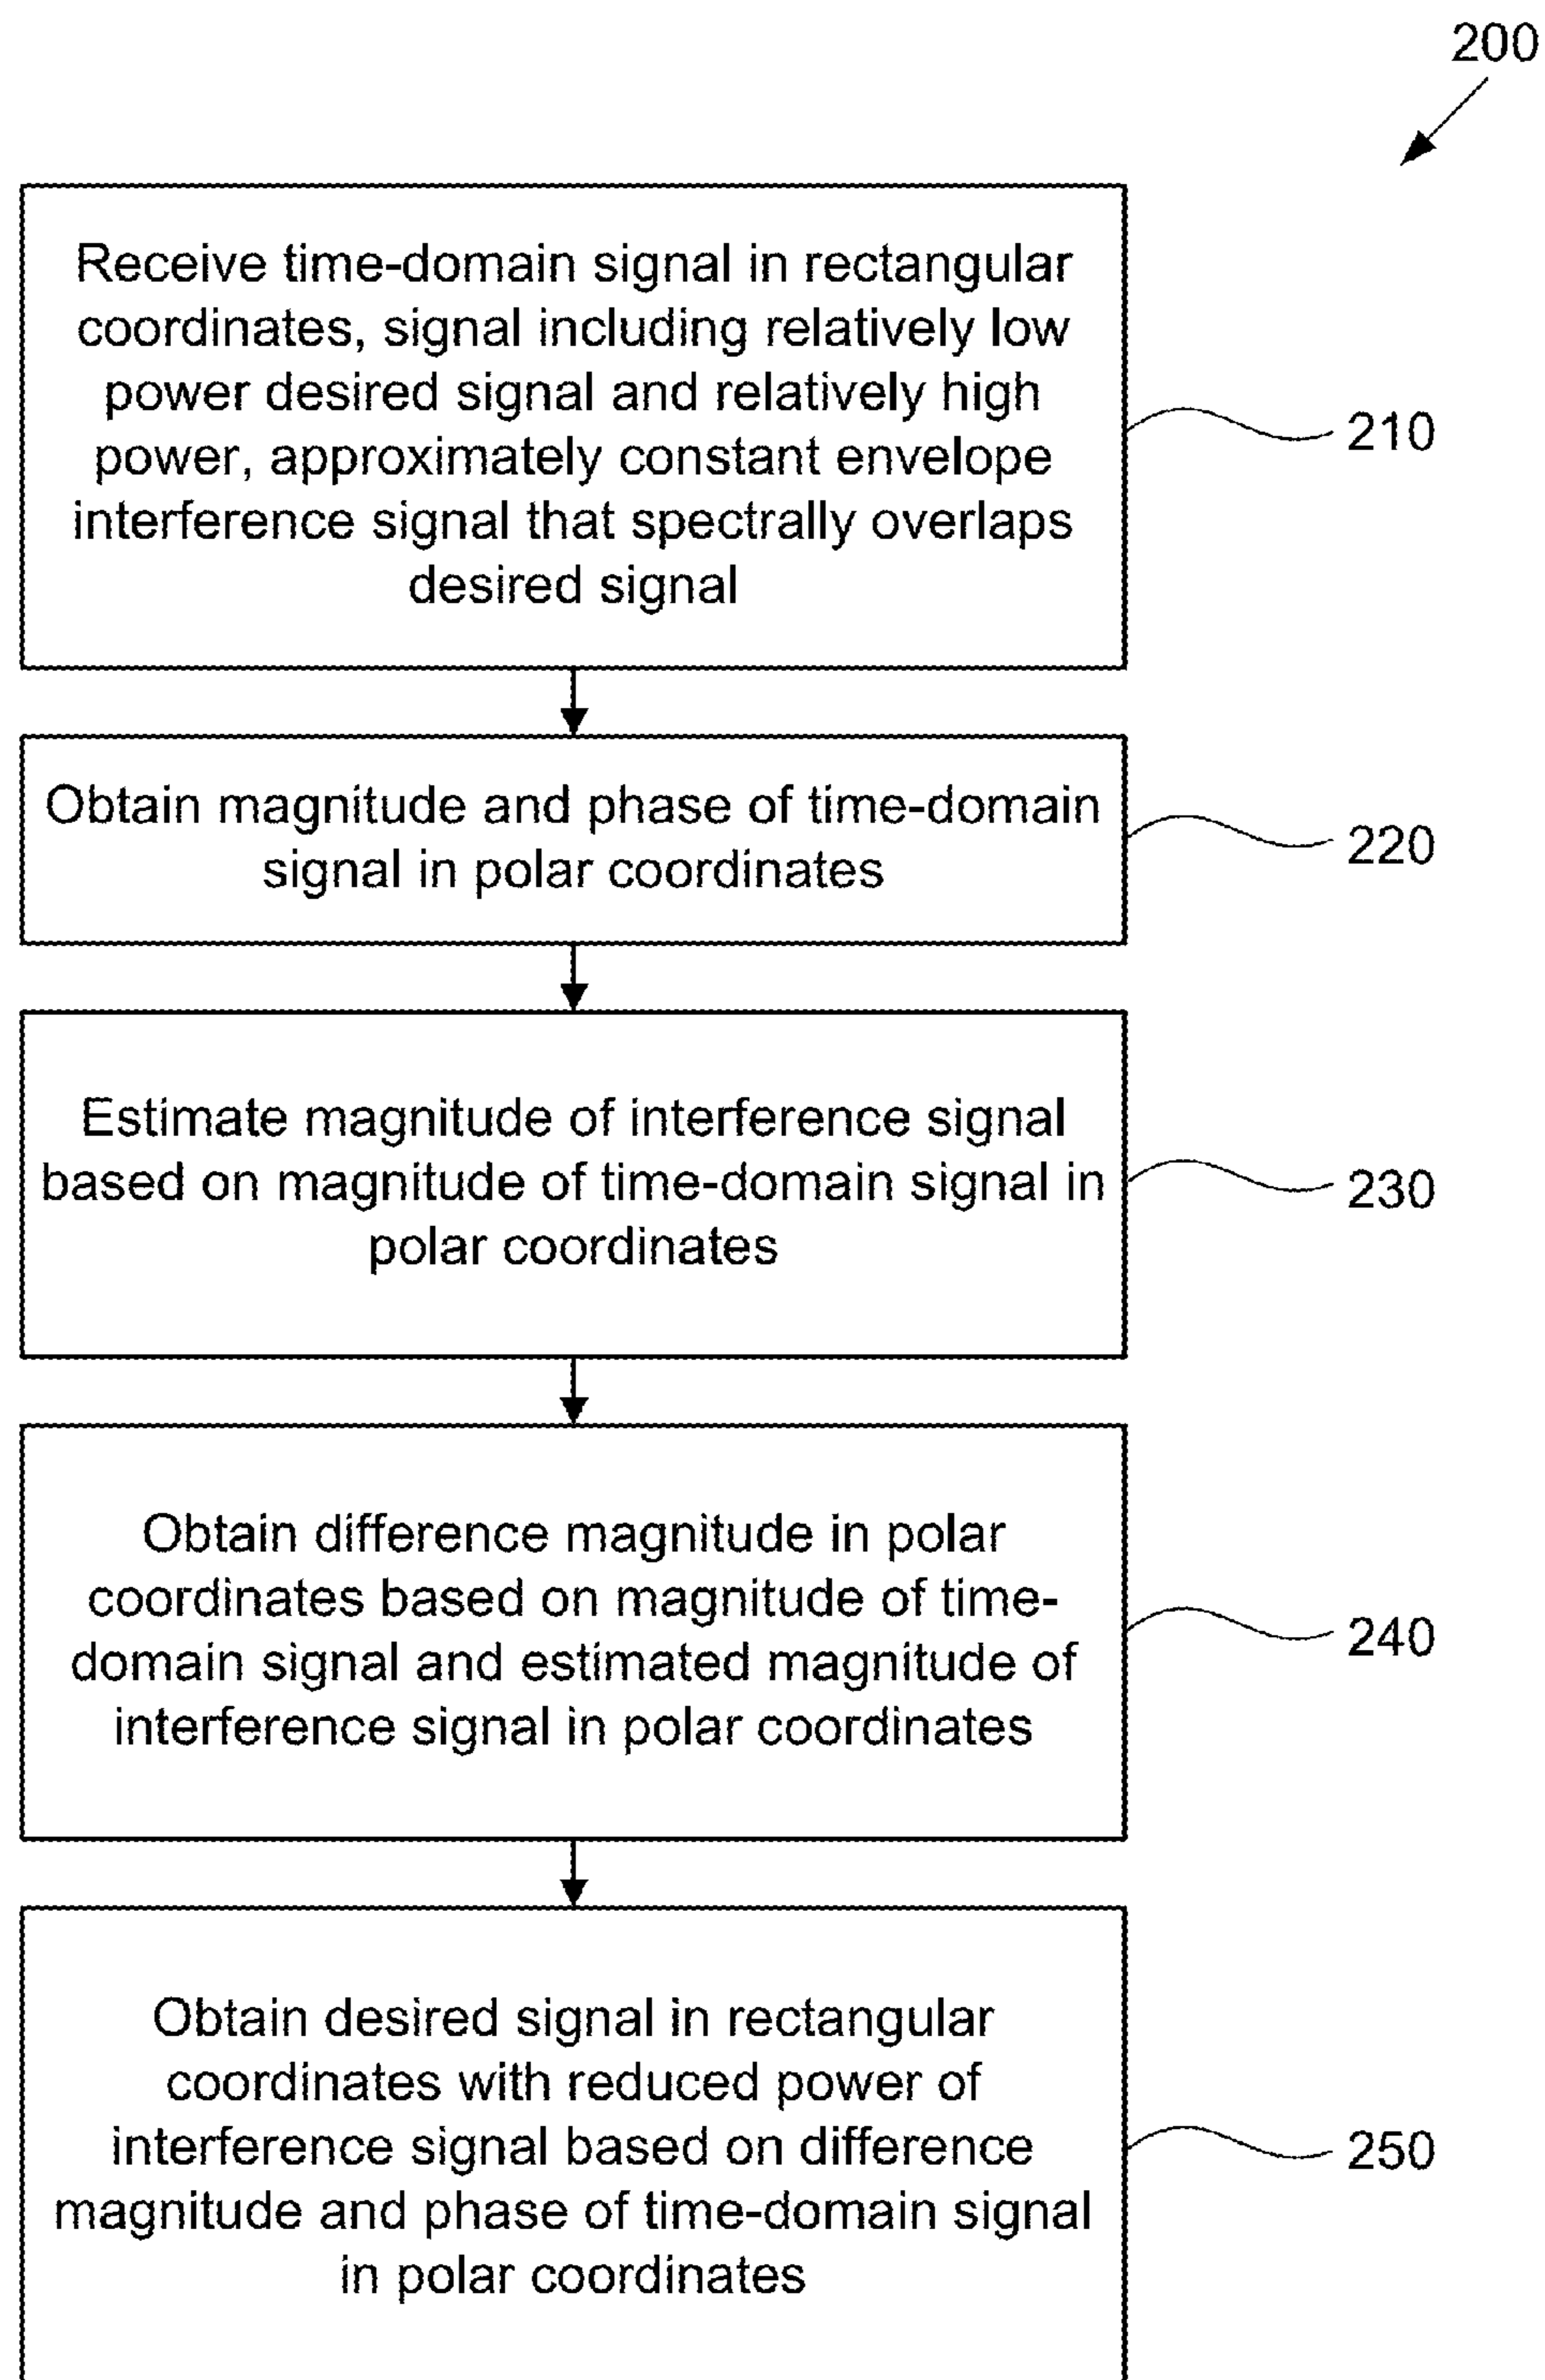 200
Receive time-domain signal in rectangular
coordinates, signal including relatively low
power desired signal and relatively high
power, approximately constant envelope
interference signal that spectrally overlaps
desired signal
210
Obtain magnitude and phase of time-domain
signal in polar coordinates
220
Estimate magnitude of interference signal
based on magnitude of time-domain signal in
polar coordinates
230
Obtain difference magnitude in polar
coordinates based on magnitude of time-
domain signal and estimated magnitude of
interference signal in polar coordinates
240
Obtain desired signal in rectangular
coordinates with reduced power of
interference signal based on difference
magnitude and phase of time-domain signal
in polar coordinates
250